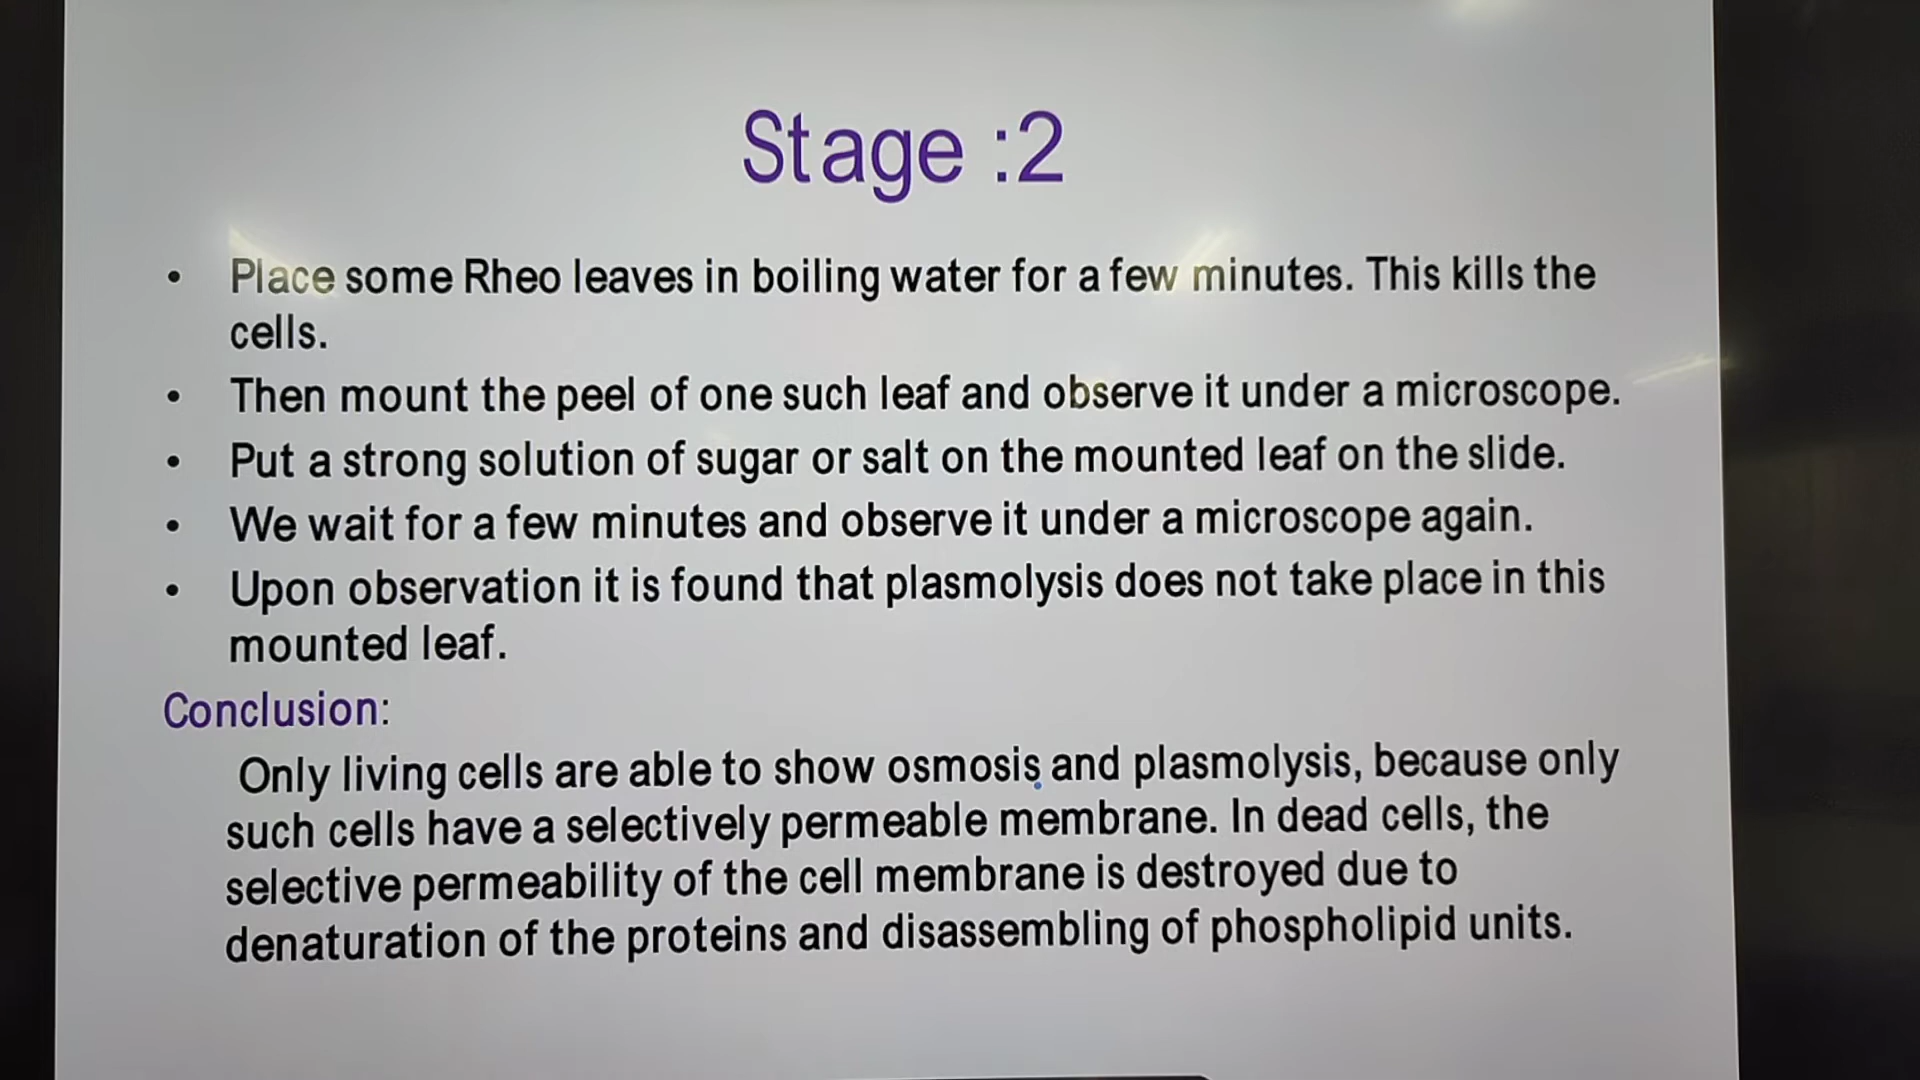 Stage :2
• Place some Rheo leaves in boiling water for a few minutes. This kills the
cells.
• Then mount the peel of one such leaf and observe it under a microscope.
• Put a strong solution of sugar or salt on the mounted leaf on the slide.
• We wait for a few minutes and observe it under a microscope again.
• Upon observation it is found that plasmolysis does not take place in this
mounted leaf.
Conclusion:
Only living cells are able to show osmosis and plasmolysis, because only
such cells have a selectively permeable membrane. In dead cells, the
selective permeability of the cell membrane is destroyed due to
denaturation of the proteins and disassembling of phospholipid units.